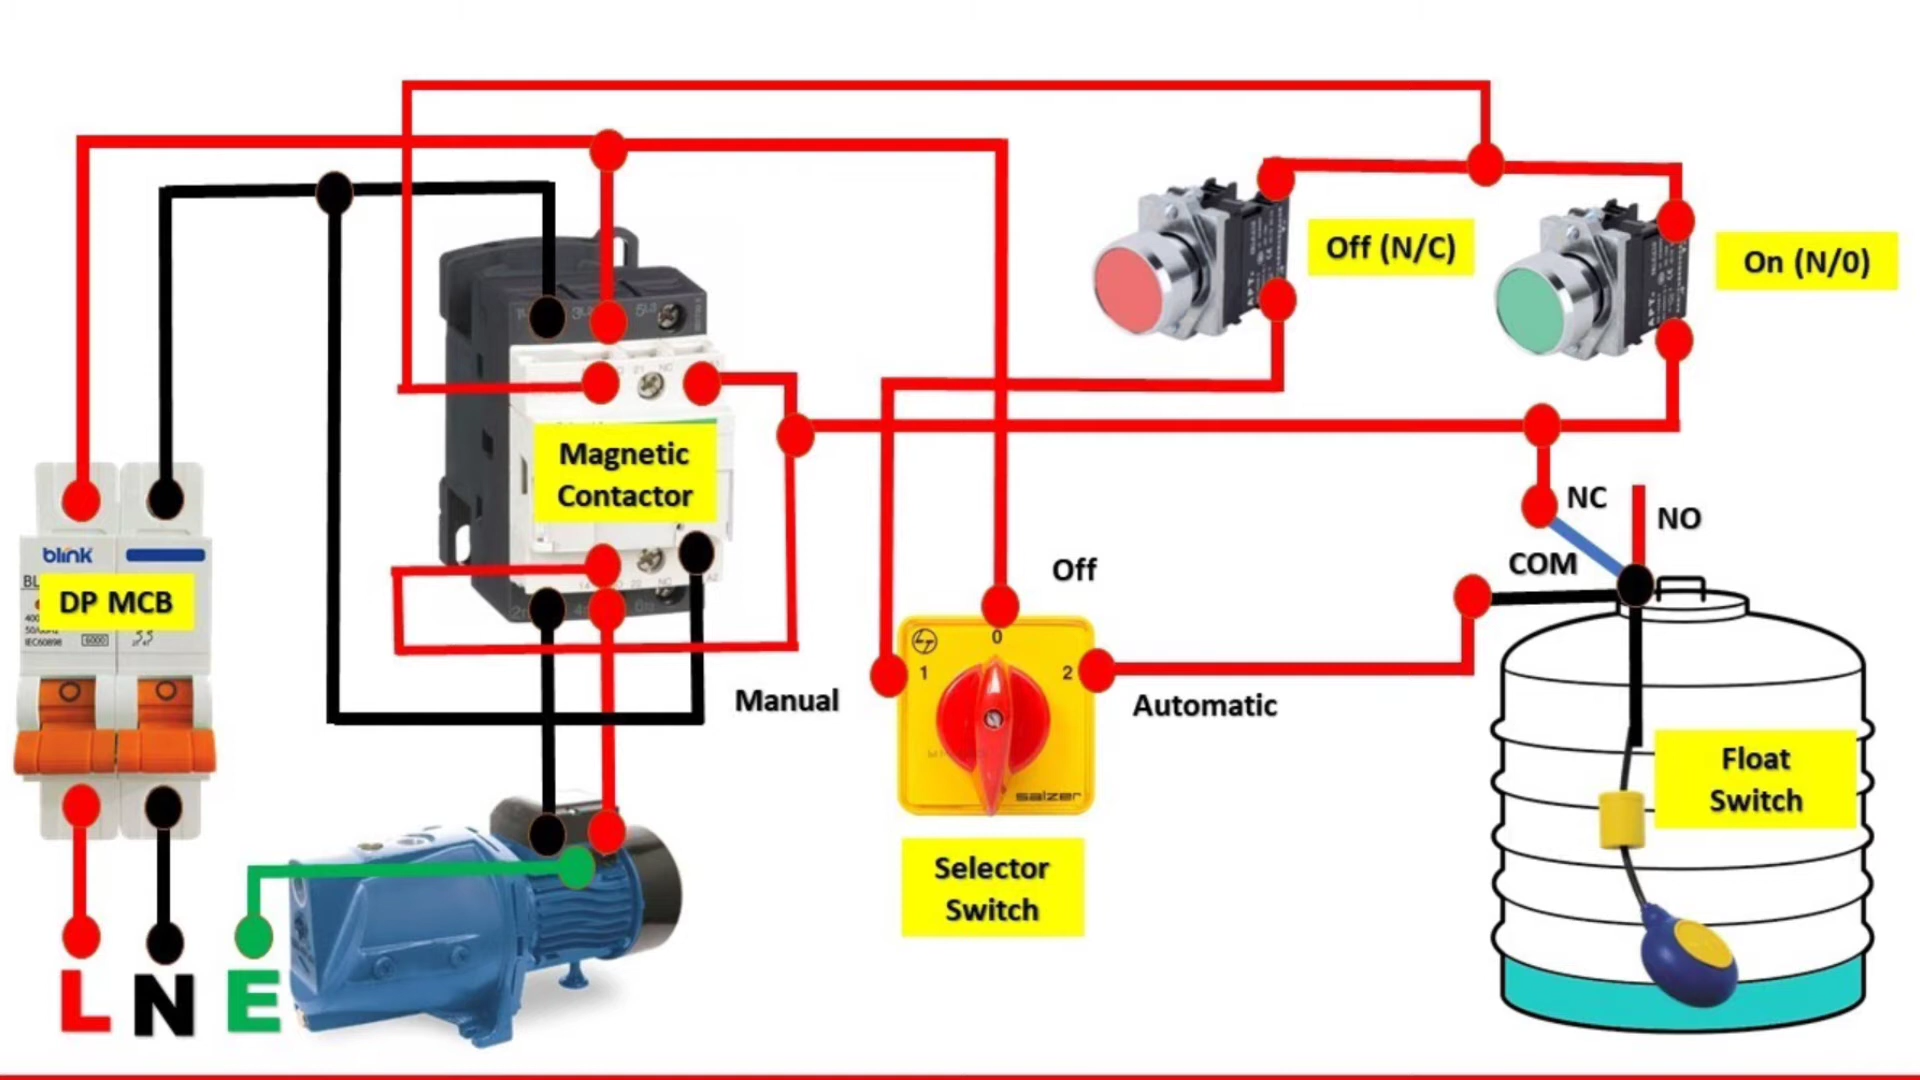 Off (N/C)
On (N/0)
Magnetic
Contactor
NC
NO
COM
Off
blink
DP MCB
6000
0
1
2
Manual
Automatic
salzer
Float
Switch
Selector
Switch
L N E